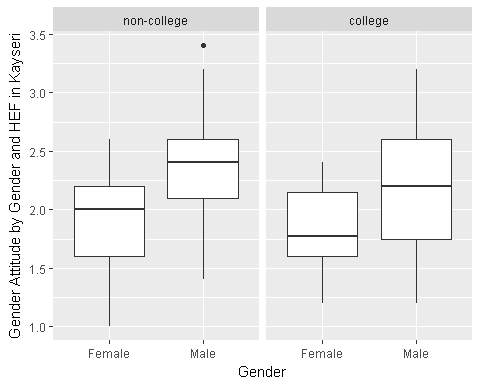 non-college
college
Gender Attitude by Gender and HEF in Kayseri
3.5
3.0
2.5
2.0
1.5
1.0
Female
Male
Female
Male
Gender